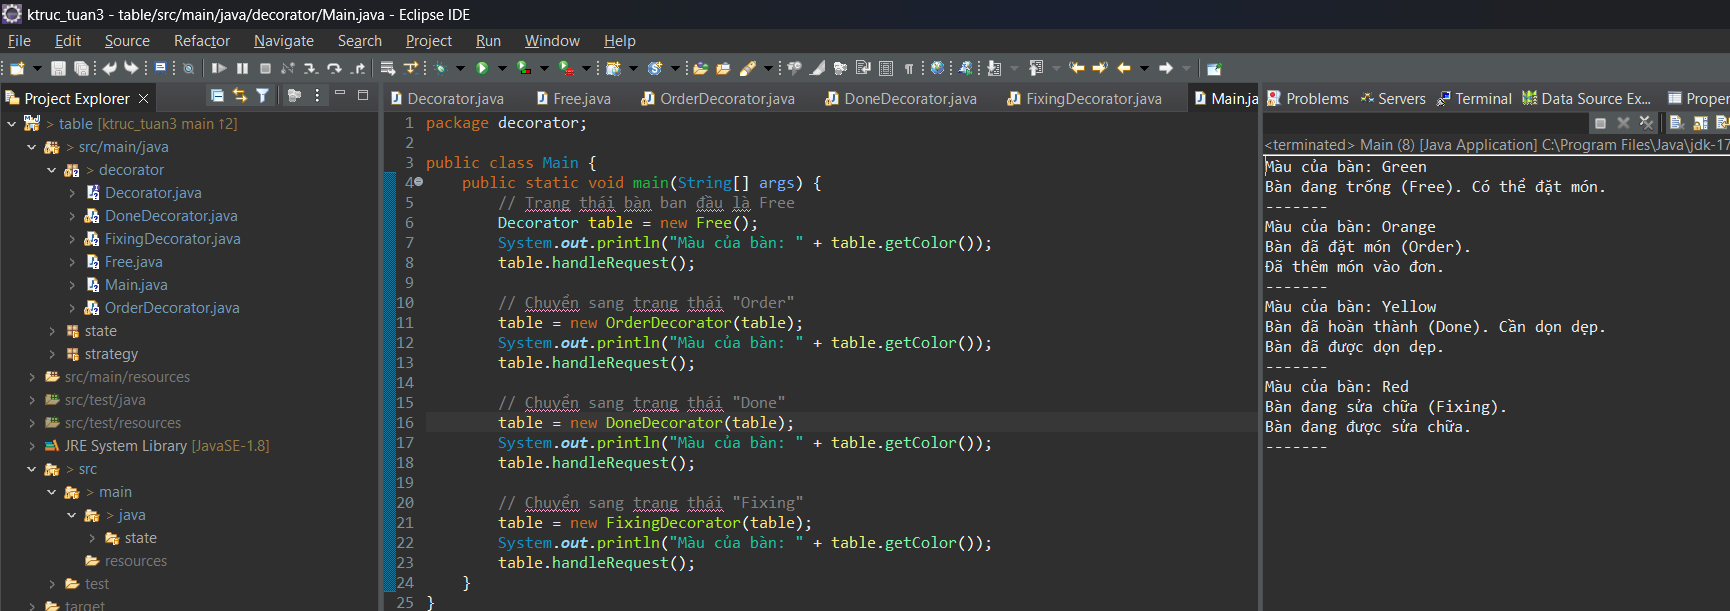 ktruc_tuan3 - table/src/main/java/decorator/Main.java - Eclipse IDE
File Edit Source Refactor Navigate Search Project Run Window Help
Project Explorer
> table [ktruc_tuan3 main ↑2]
> src/main/java
> decorator
Decorator.java
DoneDecorator.java
FixingDecorator.java
Free.java
Main.java
OrderDecorator.java
state
strategy
src/main/resources
src/test/java
src/test/resources
JRE System Library [JavaSE-1.8]
> src
> main
> java
state
resources
test
target
Decorator.java Free.java OrderDecorator.java DoneDecorator.java FixingDecorator.java Main.ja
1 package decorator;
2
3 public class Main {
4 public static void main(String[] args) {
5 // Trang thái bàn ban đầu là Free
6 Decorator table = new Free();
7 System.out.println("Màu của bàn: " + table.getColor());
8 table.handleRequest();
9
10 // Chuyển sang trạng thái "Order"
11 table = new OrderDecorator(table);
12 System.out.println("Màu của bàn: " + table.getColor());
13 table.handleRequest();
14
15 // Chuyển sang trạng thái "Done"
16 table = new DoneDecorator(table);
17 System.out.println("Màu của bàn: " + table.getColor());
18 table.handleRequest();
19
20 // Chuyển sang trạng thái "Fixing"
21 table = new FixingDecorator(table);
22 System.out.println("Màu của bàn: " + table.getColor());
23 table.handleRequest();
24 }
25 }
Problems Servers Terminal Data Source Ex... Proper
<terminated> Main (8) [Java Application] C:\Program Files\Java\jdk-17
Màu của bàn: Green
Bàn đang trống (Free). Có thể đặt món.
-------
Màu của bàn: Orange
Bàn đã đặt món (Order).
Đã thêm món vào đơn.
-------
Màu của bàn: Yellow
Bàn đã hoàn thành (Done). Cần dọn dẹp.
Bàn đã được dọn dẹp.
-------
Màu của bàn: Red
Bàn đang sửa chữa (Fixing).
Bàn đang được sửa chữa.
-------